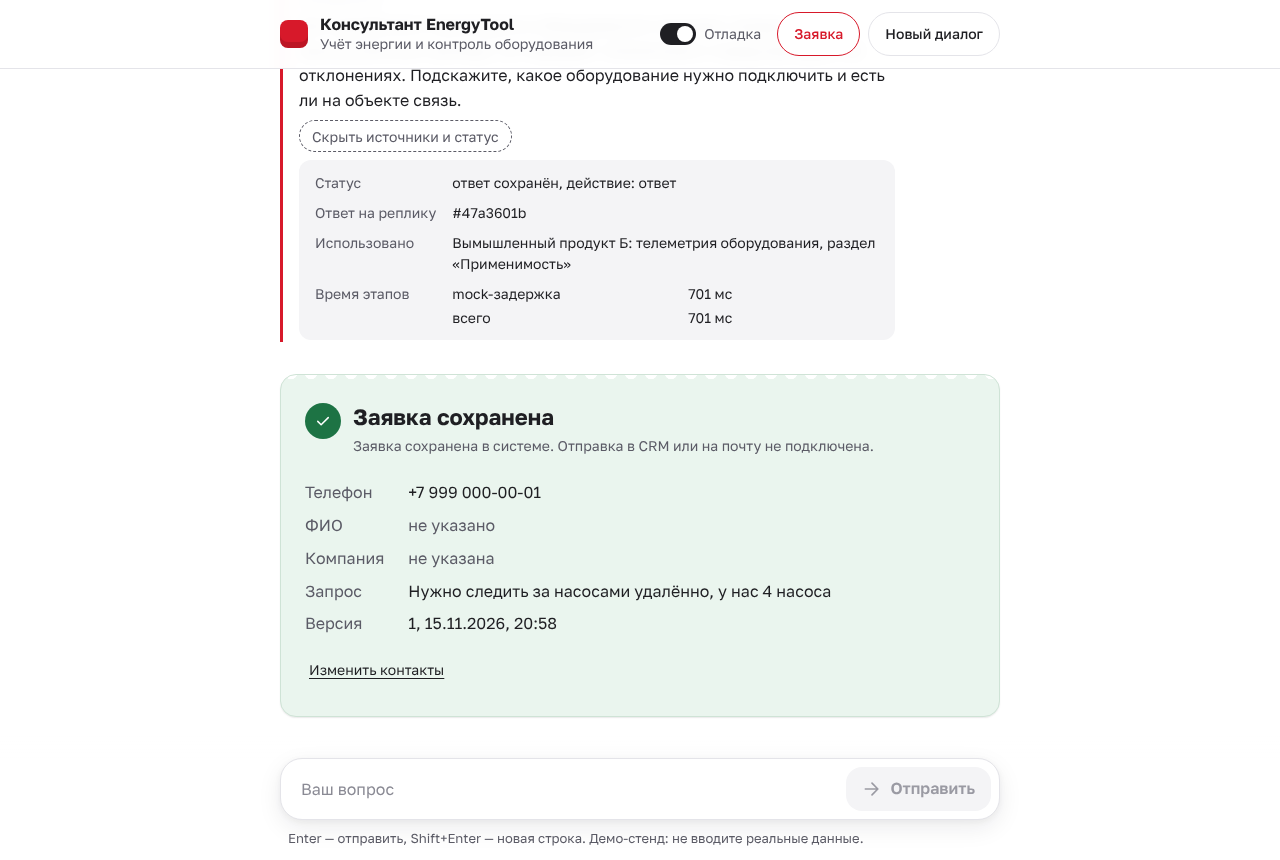 Консультант EnergyTool
Учёт энергии и контроль оборудования
Отладка
Заявка
Новый диалог
отклонениях. Подскажите, какое оборудование нужно подключить и есть
ли на объекте связь.
Скрыть источники и статус
Статус ответ сохранён, действие: ответ
Ответ на реплику #47a3601b
Использовано Вымышленный продукт Б: телеметрия оборудования, раздел
«Применимость»
Время этапов mock-задержка 701 мс
всего 701 мс
Заявка сохранена
Заявка сохранена в системе. Отправка в CRM или на почту не подключена.
Телефон +7 999 000-00-01
ФИО не указано
Компания не указана
Запрос Нужно следить за насосами удалённо, у нас 4 насоса
Версия 1, 15.11.2026, 20:58
Изменить контакты
Ваш вопрос
Отправить
Enter — отправить, Shift+Enter — новая строка. Демо-стенд: не вводите реальные данные.